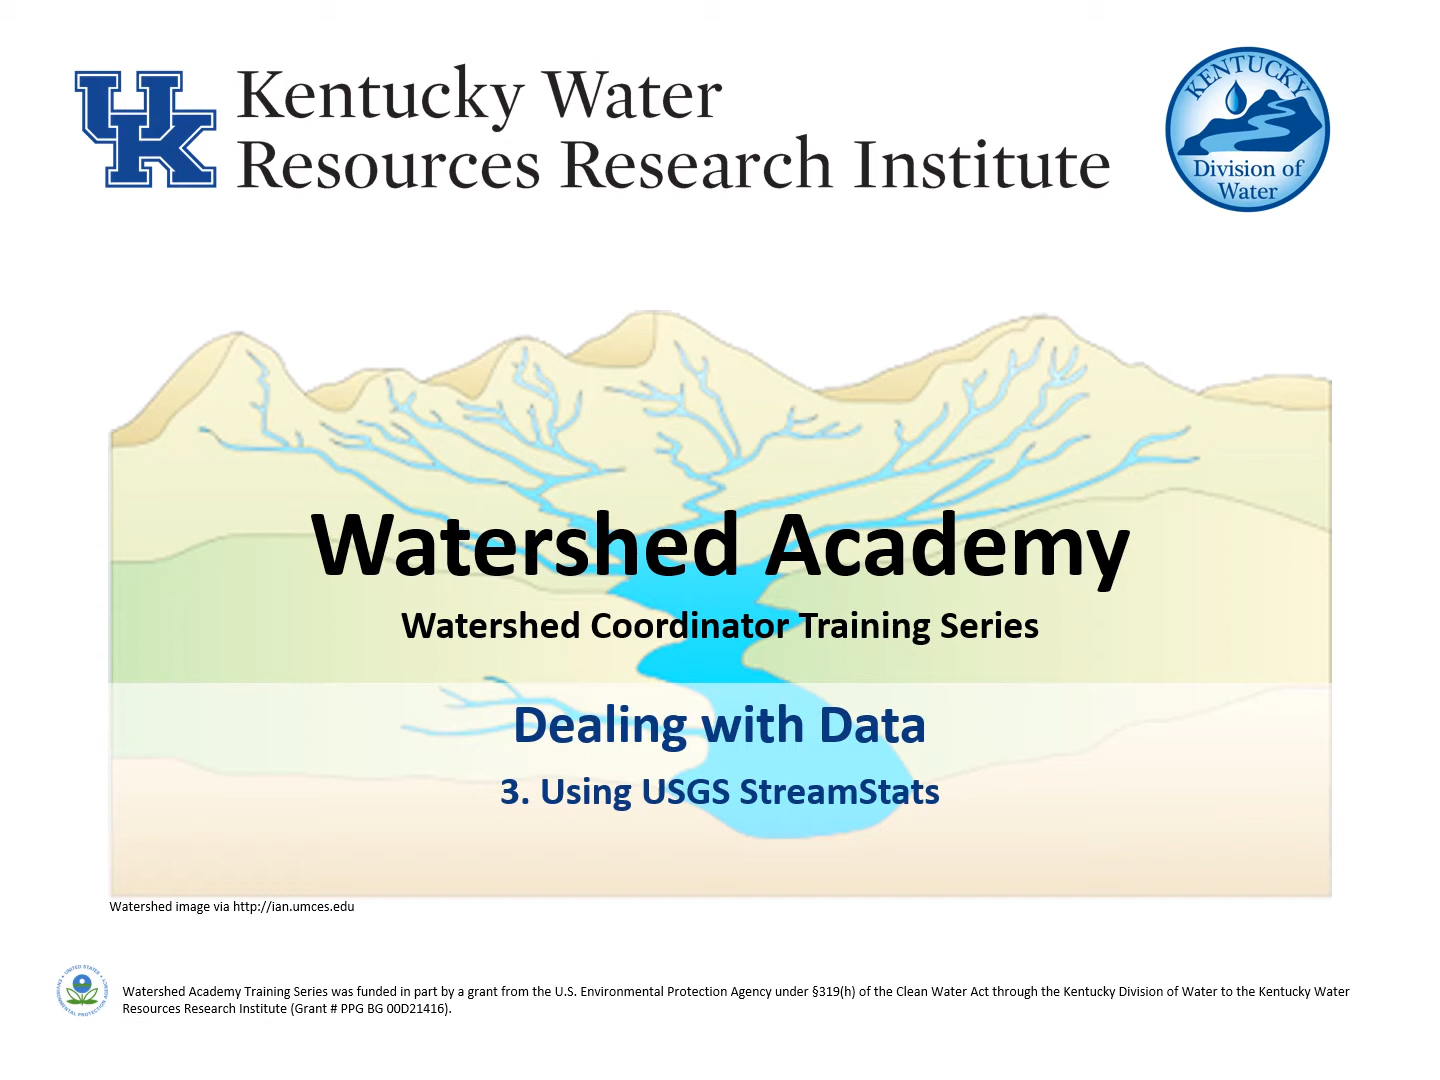 UK
Kentucky Water
Resources Research Institute
KENTUCKY
Division of
Water
Watershed Academy
Watershed Coordinator Training Series
Dealing with Data
3. Using USGS StreamStats
Watershed image via http://ian.umces.edu
Watershed Academy Training Series was funded in part by a grant from the U.S. Environmental Protection Agency under §319(h) of the Clean Water Act through the Kentucky Division of Water to the Kentucky Water
Resources Research Institute (Grant # PPG BG 00D21416).